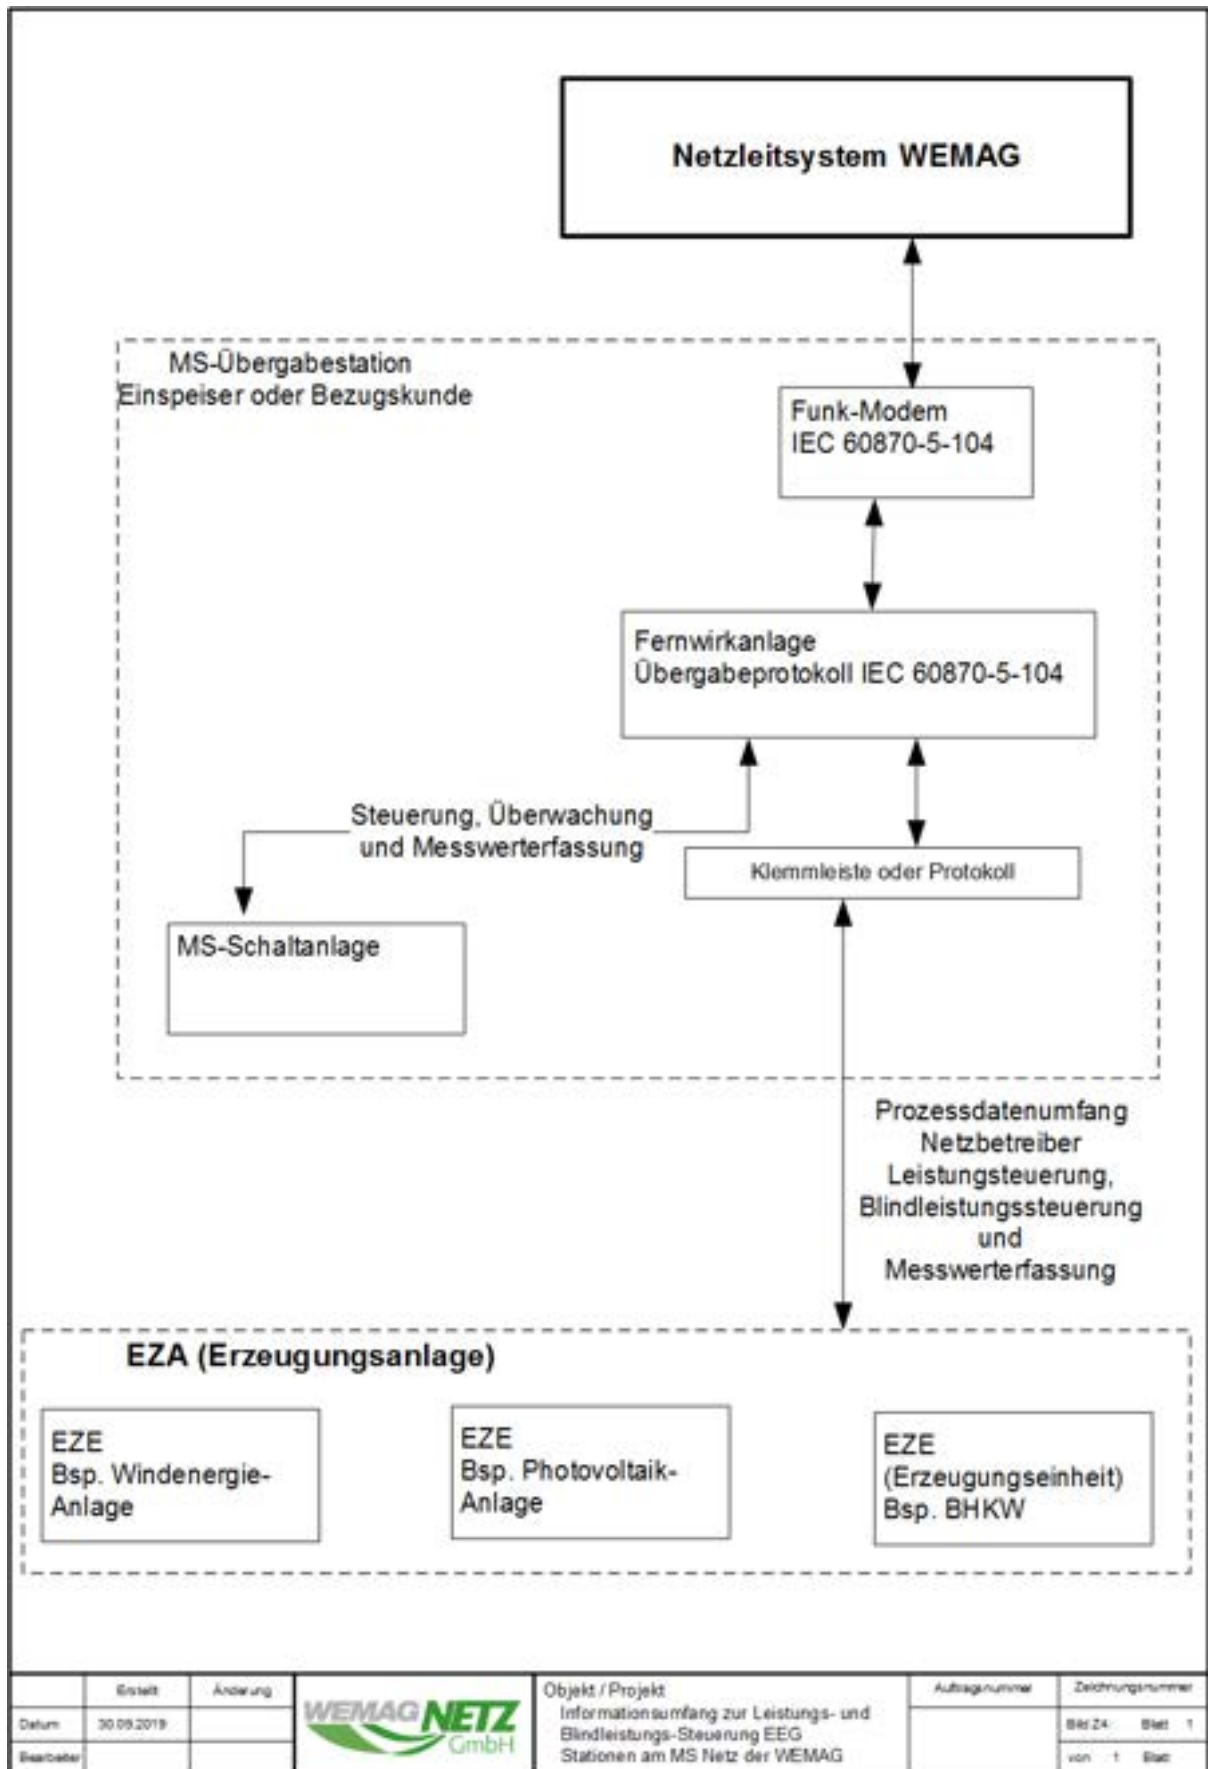 Netzleitsystem WEMAG
MS-Übergabestation
Einspeiser oder Bezugskunde
Funk-Modem
IEC 60870-5-104
Fernwirkanlage
Übergabeprotokoll IEC 60870-5-104
Steuerung, Überwachung
und Messwerterfassung
Klemmleiste oder Protokoll
MS-Schaltanlage
Prozessdatenumfang
Netzbetreiber
Leistungsteuerung,
Blindleistungssteuerung
und
Messwerterfassung
EZA (Erzeugungsanlage)
EZE
Bsp. Windenergie-
Anlage
EZE
Bsp. Photovoltaik-
Anlage
EZE
(Erzeugungseinheit)
Bsp. BHKW
Erstellt
Änderung
Datum
30.09.2019
Bearbeiter
WEMAG NETZ
GmbH
Objekt / Projekt
Informationsumfang zur Leistungs- und
Blindleistungs-Steuerung EEG
Stationen am MS Netz der WEMAG
Auftragsnummer
Zeichnungsnummer
Bild Z4: Blatt 1
von 1 Blatt